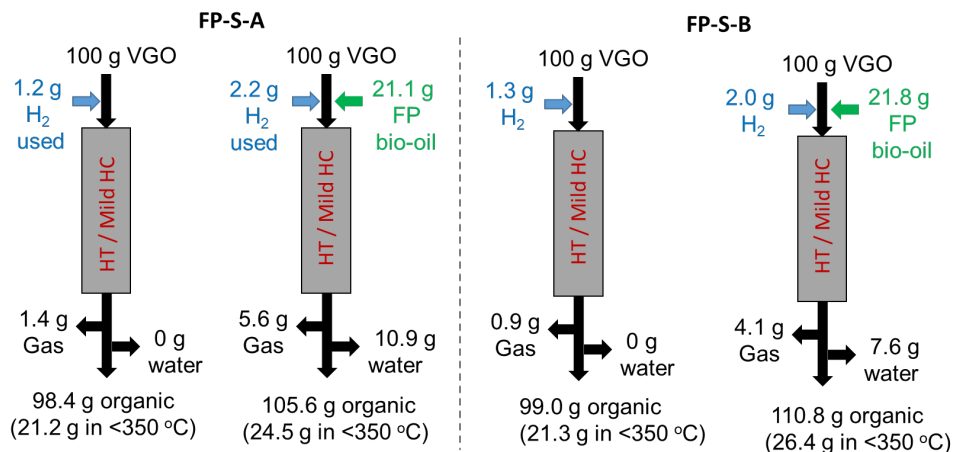 FP-S-A
100 g VGO
1.2 g
H2
used
HT / Mild HC
1.4 g
Gas
0 g
water
98.4 g organic
(21.2 g in <350 °C)
100 g VGO
2.2 g
H2
used
21.1 g
FP
bio-oil
HT / Mild HC
5.6 g
Gas
10.9 g
water
105.6 g organic
(24.5 g in <350 °C)
FP-S-B
100 g VGO
1.3 g
H2
HT / Mild HC
0.9 g
Gas
0 g
water
99.0 g organic
(21.3 g in <350 °C)
100 g VGO
2.0 g
H2
21.8 g
FP
bio-oil
HT / Mild HC
4.1 g
Gas
7.6 g
water
110.8 g organic
(26.4 g in <350 °C)